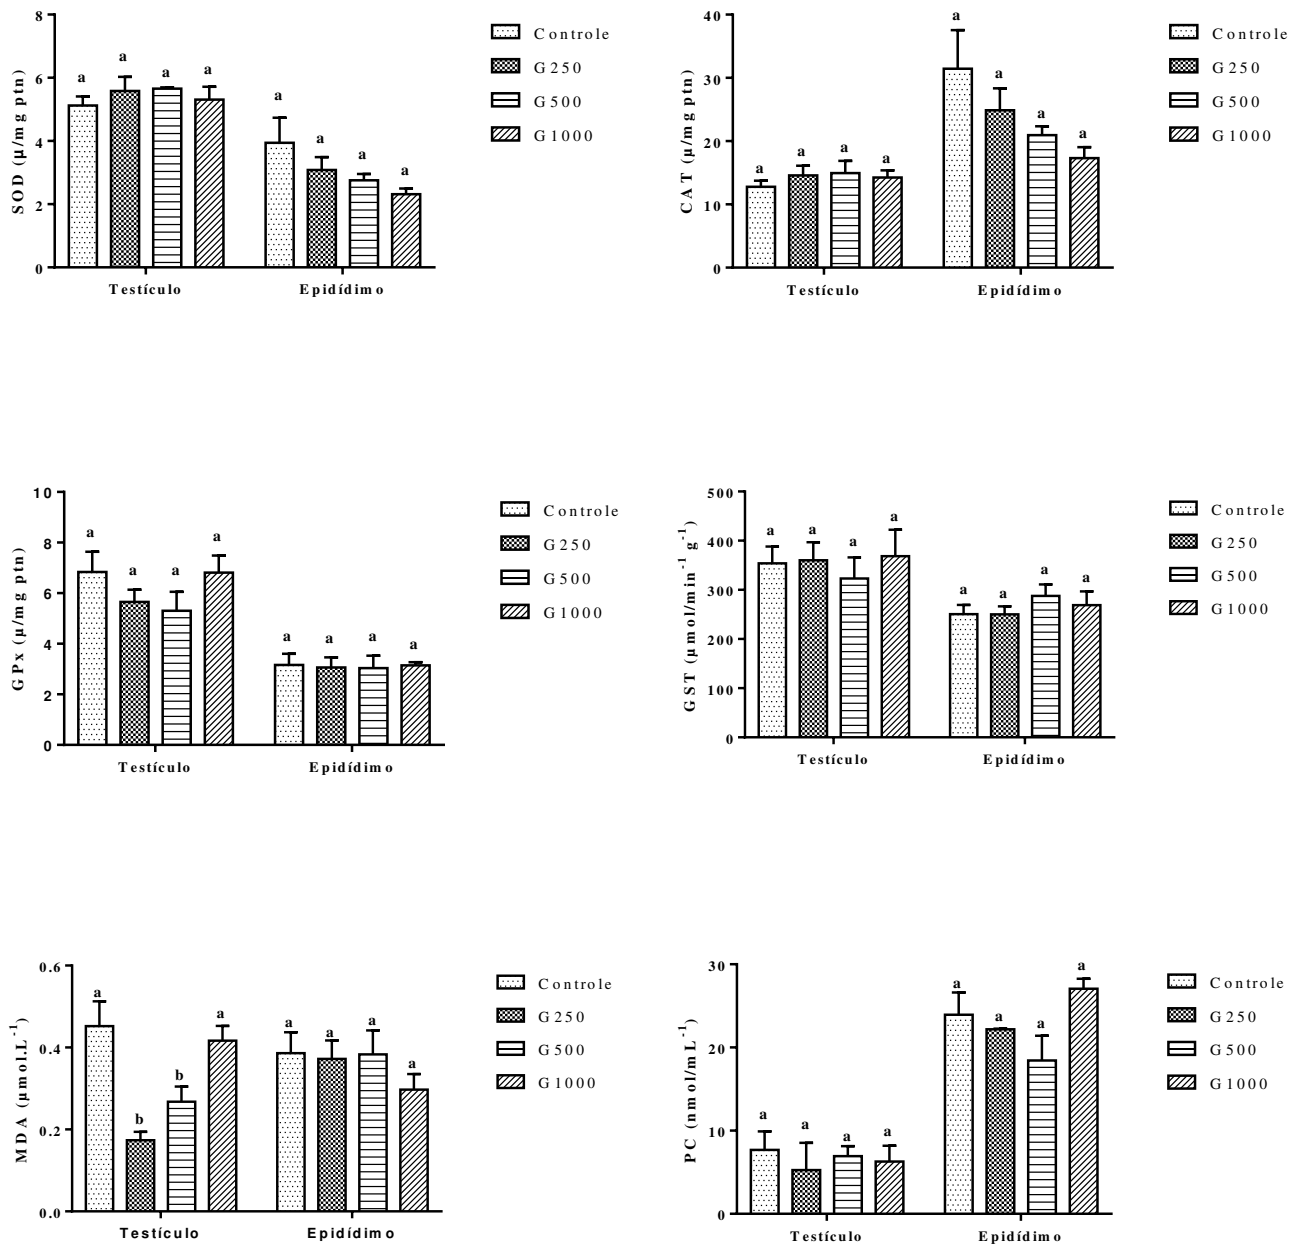 SOD (µ/mg ptn)
8
6
4
2
0
a a a a a a a a
Testículo Epidídimo
Controle
G250
G500
G1000
CAT (µ/mg ptn)
40
30
20
10
0
a a a a a a a a
Testículo Epidídimo
Controle
G250
G500
G1000
GPx (µ/mg ptn)
10
8
6
4
2
0
a a a a a a a a
Testículo Epidídimo
Controle
G250
G500
G1000
GST (µmol/min⁻¹ g⁻¹)
500
400
300
200
100
0
a a a a a a a a
Testículo Epidídimo
Controle
G250
G500
G1000
MDA (µmol.L⁻¹)
0.6
0.4
0.2
0.0
a b b a a a a a
Testículo Epidídimo
Controle
G250
G500
G1000
PC (nmol/mL⁻¹)
30
20
10
0
a a a a a a a a
Testículo Epidídimo
Controle
G250
G500
G1000